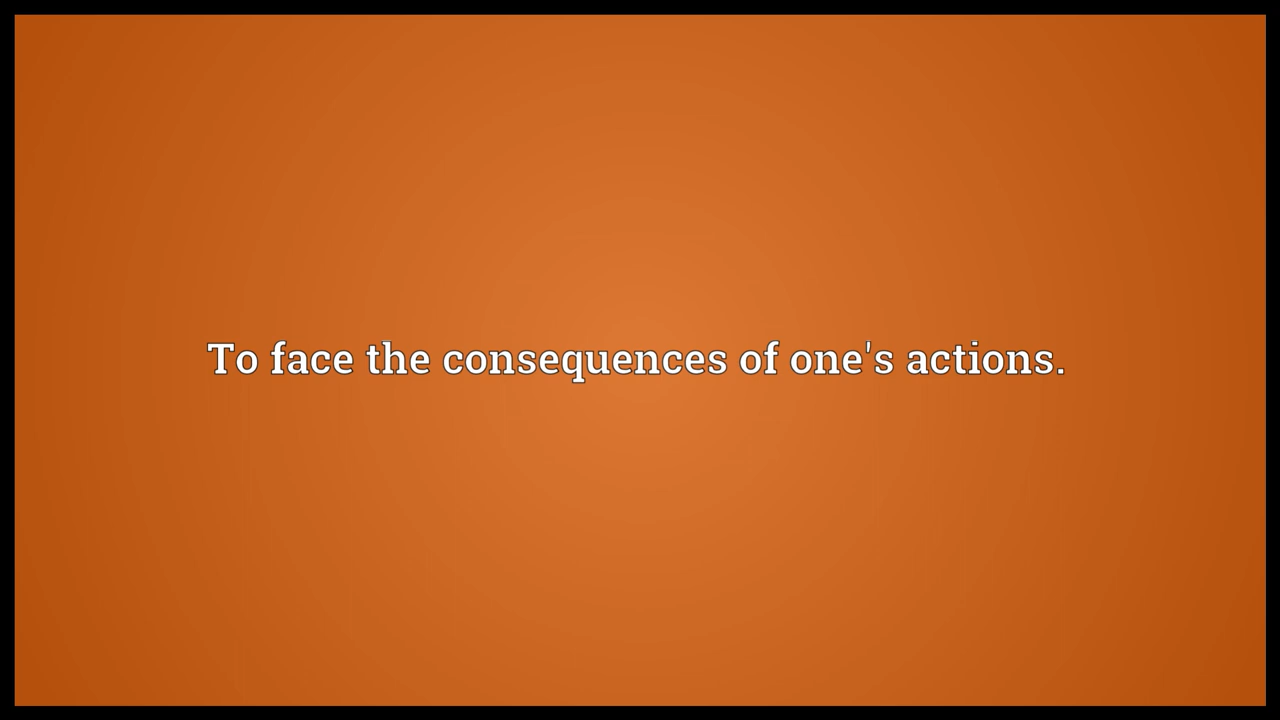 To face the consequences of one's actions.